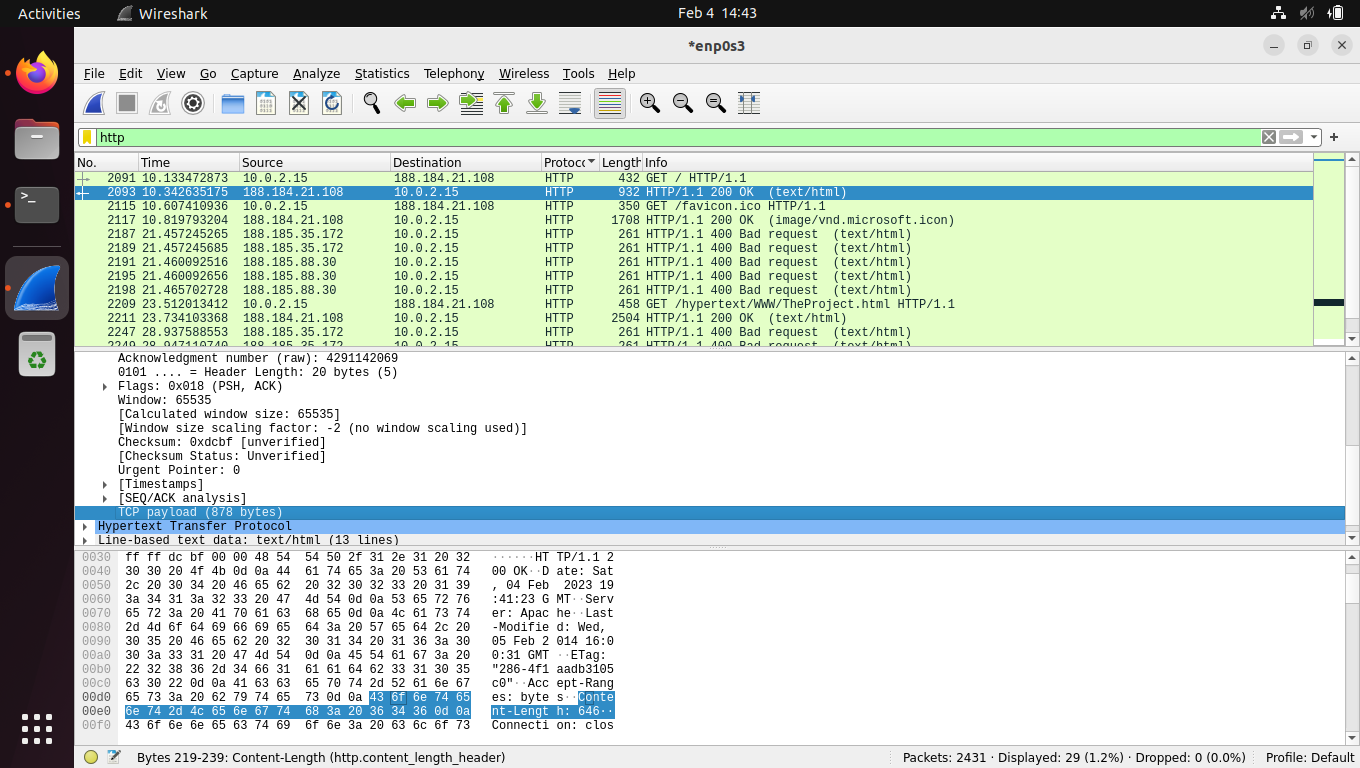 Activities Wireshark Feb 4 14:43
*enp0s3
File Edit View Go Capture Analyze Statistics Telephony Wireless Tools Help
http
No. Time Source Destination Protoc Length Info
2091 10.133472873 10.0.2.15 188.184.21.108 HTTP 432 GET / HTTP/1.1
2093 10.342635175 188.184.21.108 10.0.2.15 HTTP 932 HTTP/1.1 200 OK (text/html)
2115 10.607410936 10.0.2.15 188.184.21.108 HTTP 350 GET /favicon.ico HTTP/1.1
2117 10.819793204 188.184.21.108 10.0.2.15 HTTP 1708 HTTP/1.1 200 OK (image/vnd.microsoft.icon)
2187 21.457245265 188.185.35.172 10.0.2.15 HTTP 261 HTTP/1.1 400 Bad request (text/html)
2189 21.457245685 188.185.35.172 10.0.2.15 HTTP 261 HTTP/1.1 400 Bad request (text/html)
2191 21.460092516 188.185.88.30 10.0.2.15 HTTP 261 HTTP/1.1 400 Bad request (text/html)
2195 21.460092656 188.185.88.30 10.0.2.15 HTTP 261 HTTP/1.1 400 Bad request (text/html)
2198 21.465702728 188.185.88.30 10.0.2.15 HTTP 261 HTTP/1.1 400 Bad request (text/html)
2209 23.512013412 10.0.2.15 188.184.21.108 HTTP 458 GET /hypertext/WWW/TheProject.html HTTP/1.1
2211 23.734103368 188.184.21.108 10.0.2.15 HTTP 2504 HTTP/1.1 200 OK (text/html)
2247 28.937588553 188.185.35.172 10.0.2.15 HTTP 261 HTTP/1.1 400 Bad request (text/html)
2249 28.947110740 188.185.35.172 10.0.2.15 HTTP 261 HTTP/1.1 400 Bad request (text/html)
Acknowledgment number (raw): 4291142069
0101 .... = Header Length: 20 bytes (5)
Flags: 0x018 (PSH, ACK)
Window: 65535
[Calculated window size: 65535]
[Window size scaling factor: -2 (no window scaling used)]
Checksum: 0xdcbf [unverified]
[Checksum Status: Unverified]
Urgent Pointer: 0
[Timestamps]
[SEQ/ACK analysis]
TCP payload (878 bytes)
Hypertext Transfer Protocol
Line-based text data: text/html (13 lines)
0030 ff ff dc bf 00 00 48 54 54 50 2f 31 2e 31 20 32 ······HT TP/1.1 2
0040 30 30 20 4f 4b 0d 0a 44 61 74 65 3a 20 53 61 74 00 OK··D ate: Sat
0050 2c 20 30 34 20 46 65 62 20 32 30 32 33 20 31 39 , 04 Feb 2023 19
0060 3a 34 31 3a 32 33 20 47 4d 54 0d 0a 53 65 72 76 :41:23 G MT··Serv
0070 65 72 3a 20 41 70 61 63 68 65 0d 0a 4c 61 73 74 er: Apac he··Last
0080 2d 4d 6f 64 69 66 69 65 64 3a 20 57 65 64 2c 20 -Modifie d: Wed,
0090 30 35 20 46 65 62 20 32 30 31 34 20 31 36 3a 30 05 Feb 2 014 16:0
00a0 30 3a 33 31 20 47 4d 54 0d 0a 45 54 61 67 3a 20 0:31 GMT ··ETag:
00b0 22 32 38 36 2d 34 66 31 61 61 64 62 33 31 30 35 "286-4f1 aadb3105
00c0 63 30 22 0d 0a 41 63 63 65 70 74 2d 52 61 6e 67 c0"··Acc ept-Rang
00d0 65 73 3a 20 62 79 74 65 73 0d 0a 43 6f 6e 74 65 es: byte s··Conte
00e0 6e 74 2d 4c 65 6e 67 74 68 3a 20 36 34 36 0d 0a nt-Lengt h: 646··
00f0 43 6f 6e 6e 65 63 74 69 6f 6e 3a 20 63 6c 6f 73 Connecti on: clos
Bytes 219-239: Content-Length (http.content_length_header) Packets: 2431 · Displayed: 29 (1.2%) · Dropped: 0 (0.0%) Profile: Default